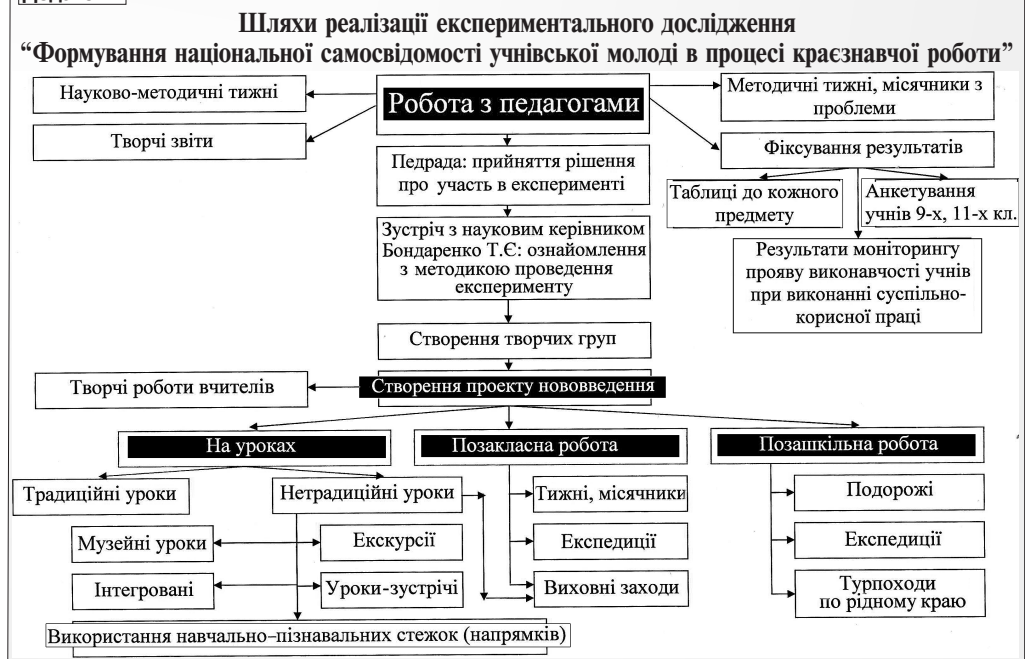 Шляхи реалізації експериментального дослідження
“Формування національної самосвідомості учнівської молоді в процесі краєзнавчої роботи”
Науково-методичні тижні
Творчі звіти
Робота з педагогами
Методичні тижні, місячники з
проблеми
Фіксування результатів
Таблиці до кожного
предмету
Анкетування
учнів 9-х, 11-х кл.
Результати моніторингу
прояву виконавчості учнів
при виконанні суспільно-
корисної праці
Педрада: прийняття рішення
про участь в експерименті
Зустріч з науковим керівником
Бондаренко Т.Є: ознайомлення
з методикою проведення
експерименту
Створення творчих груп
Творчі роботи вчителів
Створення проекту нововведення
На уроках
Позакласна робота
Позашкільна робота
Традиційні уроки
Нетрадиційні уроки
Музейні уроки
Екскурсії
Інтегровані
Уроки-зустрічі
Використання навчально–пізнавальних стежок (напрямків)
Тижні, місячники
Експедиції
Виховні заходи
Подорожі
Експедиції
Турпоходи
по рідному краю